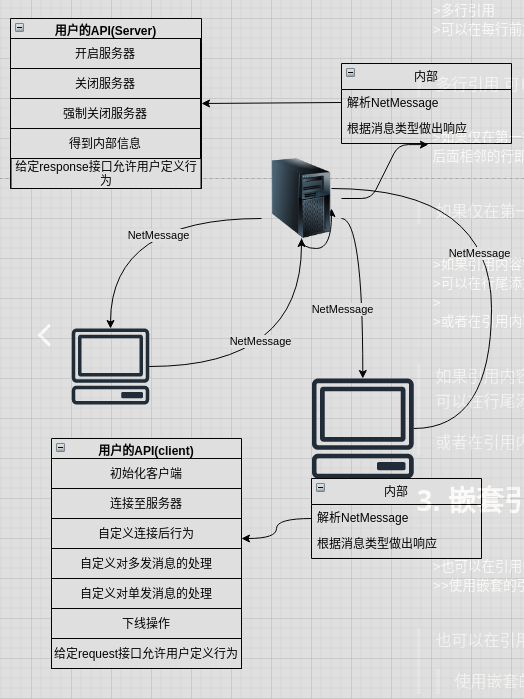 用户的API(Server)
开启服务器
关闭服务器
强制关闭服务器
得到内部信息
给定response接口允许用户定义行
为
内部
解析NetMessage
根据消息类型做出响应
NetMessage
NetMessage
NetMessage
NetMessage
用户的API(client)
初始化客户端
连接至服务器
自定义连接后行为
自定义对多发消息的处理
自定义对单发消息的处理
下线操作
给定request接口允许用户定义行为
内部
解析NetMessage
根据消息类型做出响应
>多行引用
>可以在每行前
多行引用
如果仅在第一
后面相邻的行即
如果仅在第一
>如果引用内容
>可以在行尾添
>
>或者在引用内
如果引用内容
可以在行尾添
或者在引用内
3. 嵌套引
>也可以在引用
>>使用嵌套的引
也可以在引用
使用嵌套的